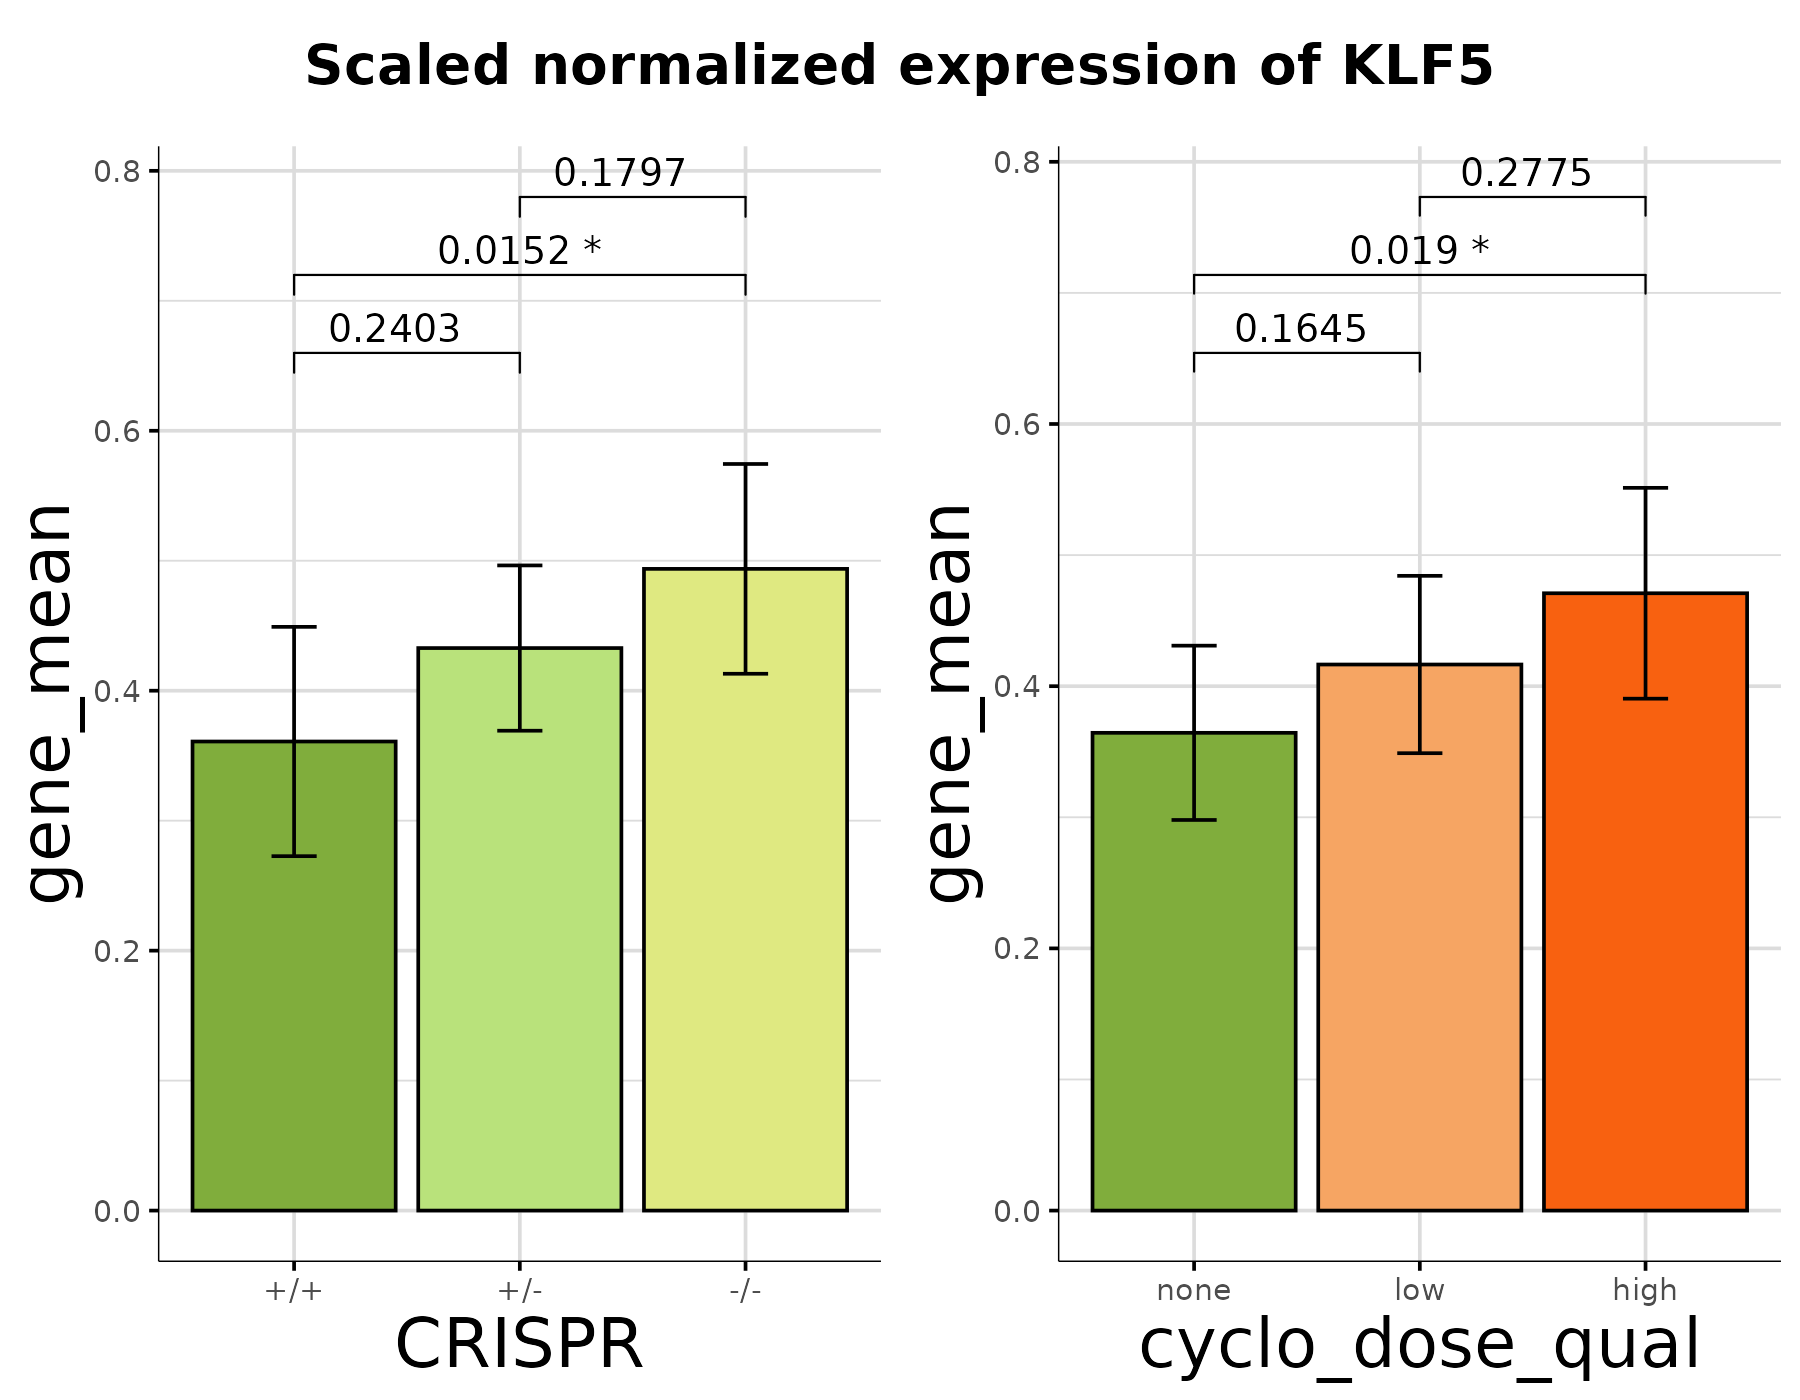 Scaled normalized expression of KLF5
gene_mean
0.8
0.6
0.4
0.2
0.0
0.1797
0.0152 *
0.2403
+/+
+/-
-/-
CRISPR
gene_mean
0.8
0.6
0.4
0.2
0.0
0.2775
0.019 *
0.1645
none
low
high
cyclo_dose_qual